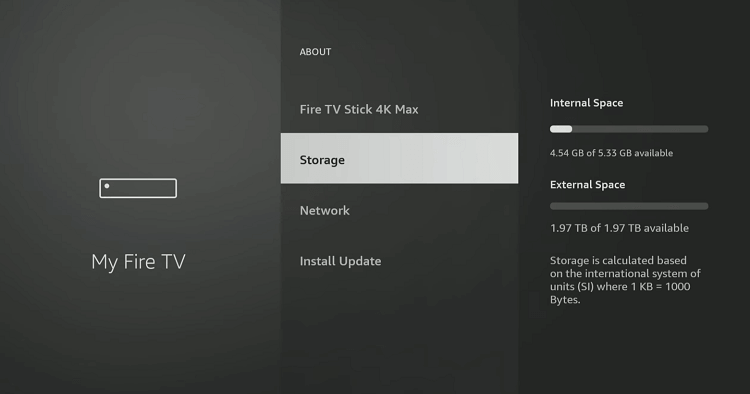 ABOUT
My Fire TV
Fire TV Stick 4K Max
Storage
Network
Install Update
Internal Space
4.54 GB of 5.33 GB available
External Space
1.97 TB of 1.97 TB available
Storage is calculated based
on the international system of
units (SI) where 1 KB = 1000
Bytes.